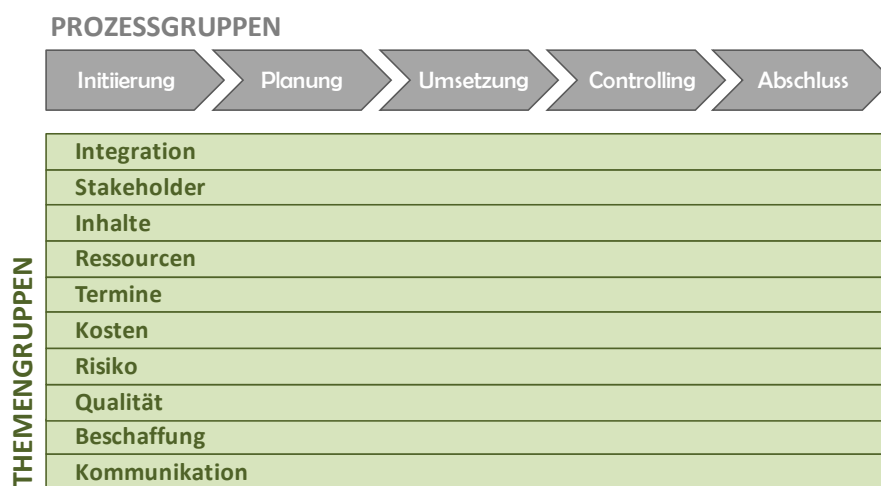 PROZESSGRUPPEN
Initiierung Planung Umsetzung Controlling Abschluss
THEMENGRUPPEN
Integration
Stakeholder
Inhalte
Ressourcen
Termine
Kosten
Risiko
Qualität
Beschaffung
Kommunikation